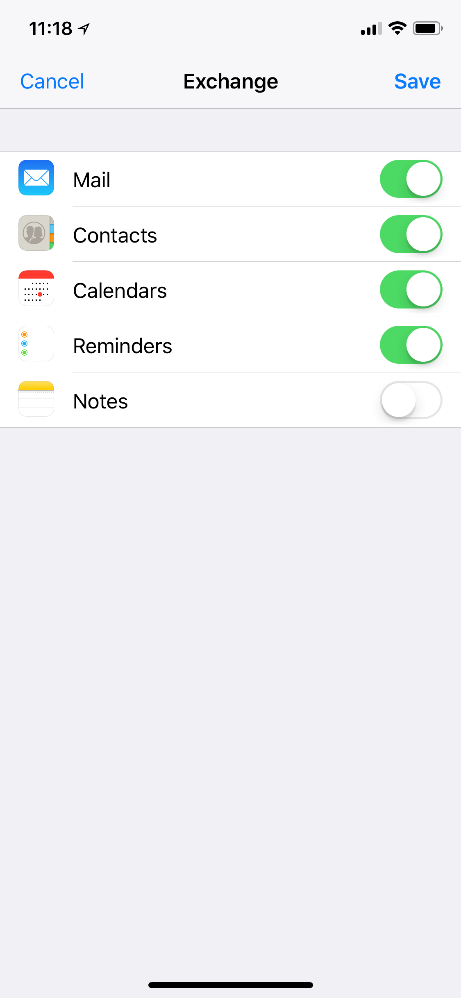 11:18
Cancel Exchange Save
Mail
Contacts
Calendars
Reminders
Notes